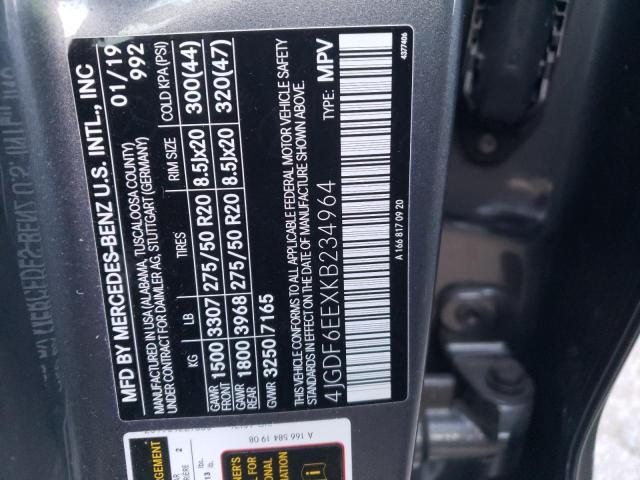 MFD BY MERCEDES-BENZ U.S. INTL., INC
MANUFACTURED IN USA (ALABAMA, TUSCALOOSA COUNTY) 01/19
UNDER CONTRACT FOR DAIMLER AG, STUTTGART (GERMANY) 992
KG LB TIRES RIM SIZE COLD KPA (PSI)
GAWR FRONT 1500 3307 275/50 R20 8.5Jx20 300(44)
GAWR REAR 1800 3968 275/50 R20 8.5Jx20 320(47)
GVWR 3250 7165
THIS VEHICLE CONFORMS TO ALL APPLICABLE FEDERAL MOTOR VEHICLE SAFETY
STANDARDS IN EFFECT ON THE DATE OF MANUFACTURE SHOWN ABOVE.
4JGDF6EEXKB234964 MPV
A 166 817 09 20
4377406
A 166 584 19 08
2